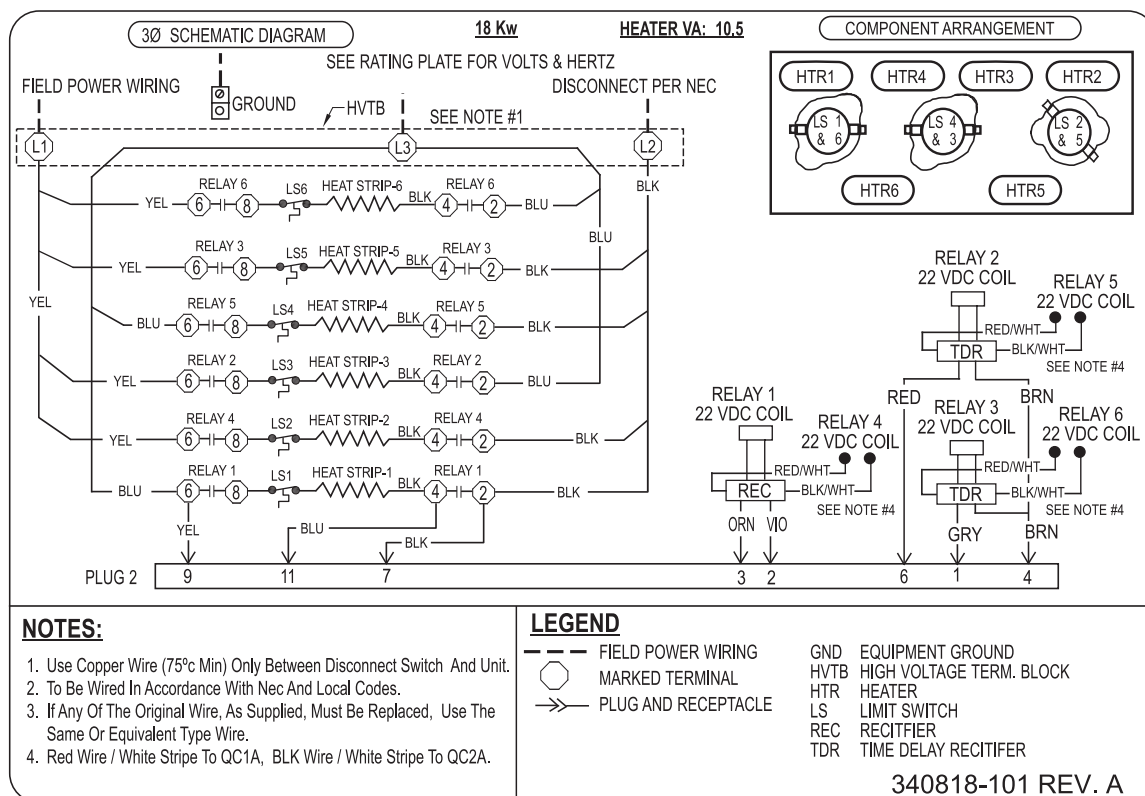 3Ø SCHEMATIC DIAGRAM
18 Kw
HEATER VA: 10,5
COMPONENT ARRANGEMENT
SEE RATING PLATE FOR VOLTS & HERTZ
FIELD POWER WIRING
GROUND
DISCONNECT PER NEC
HVTB
SEE NOTE #1
L1
L3
L2
HTR1
HTR4
HTR3
HTR2
LS 1
& 6
LS 4
& 3
LS 2
& 5
HTR6
HTR5
BLK
BLU
YEL
YEL
RELAY 6
6
8
LS6
HEAT STRIP-6
BLK
RELAY 6
4
2
BLU
YEL
RELAY 3
6
8
LS5
HEAT STRIP-5
BLK
RELAY 3
4
2
BLK
BLU
RELAY 5
6
8
LS4
HEAT STRIP-4
BLK
RELAY 5
4
2
BLK
YEL
RELAY 2
6
8
LS3
HEAT STRIP-3
BLK
RELAY 2
4
2
BLU
YEL
RELAY 4
6
8
LS2
HEAT STRIP-2
BLK
RELAY 4
4
2
BLK
BLU
RELAY 1
6
8
LS1
HEAT STRIP-1
BLK
RELAY 1
4
2
BLK
YEL
BLU
BLK
RELAY 2
22 VDC COIL
RELAY 5
22 VDC COIL
RED/WHT
TDR
BLK/WHT
SEE NOTE #4
RED
BRN
RELAY 1
22 VDC COIL
RELAY 4
22 VDC COIL
RED/WHT
REC
BLK/WHT
SEE NOTE #4
ORN
VIO
RELAY 3
22 VDC COIL
RELAY 6
22 VDC COIL
RED/WHT
TDR
BLK/WHT
SEE NOTE #4
GRY
BRN
PLUG 2
9
11
7
3
2
6
1
4
NOTES:
1. Use Copper Wire (75ºc Min) Only Between Disconnect Switch And Unit.
2. To Be Wired In Accordance With Nec And Local Codes.
3. If Any Of The Original Wire, As Supplied, Must Be Replaced, Use The
Same Or Equivalent Type Wire.
4. Red Wire / White Stripe To QC1A, BLK Wire / White Stripe To QC2A.
LEGEND
FIELD POWER WIRING
MARKED TERMINAL
PLUG AND RECEPTACLE
GND EQUIPMENT GROUND
HVTB HIGH VOLTAGE TERM. BLOCK
HTR HEATER
LS LIMIT SWITCH
REC RECITFIER
TDR TIME DELAY RECITIFER
340818-101 REV. A